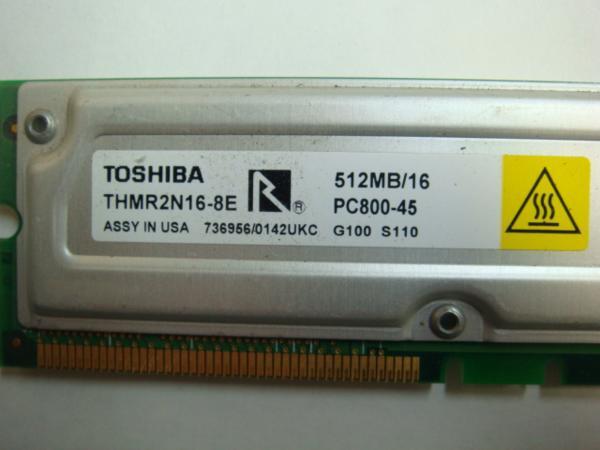 TOSHIBA
THMR2N16-8E
512MB/16
PC800-45
ASSY IN USA 736956/0142UKC G100 S110
R ®